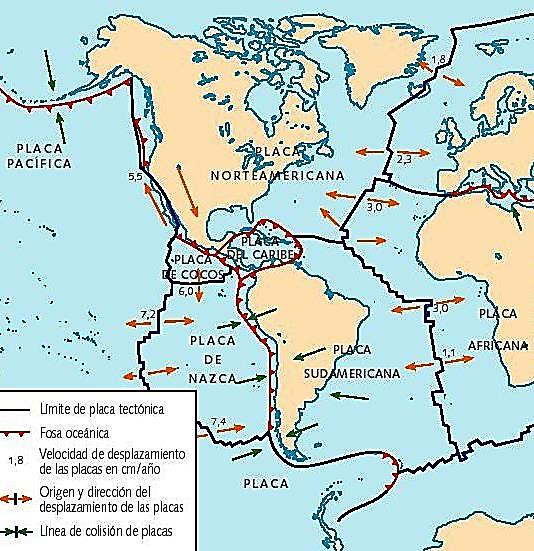 1,8
PLACA
PACÍFICA
PLACA
NORTEAMERICANA
2,3
5,5
3,0
PLACA
DEL CARIBE
PLACA
DE COCOS
6,0
7,2
3,0
PLACA
AFRICANA
PLACA
DE
NAZCA
PLACA
SUDAMERICANA
1,1
7,4
PLACA
Límite de placa tectónica
Fosa oceánica
1,8
Velocidad de desplazamiento
de las placas en cm/año
Origen y dirección del
desplazamiento de las placas
Línea de colisión de placas